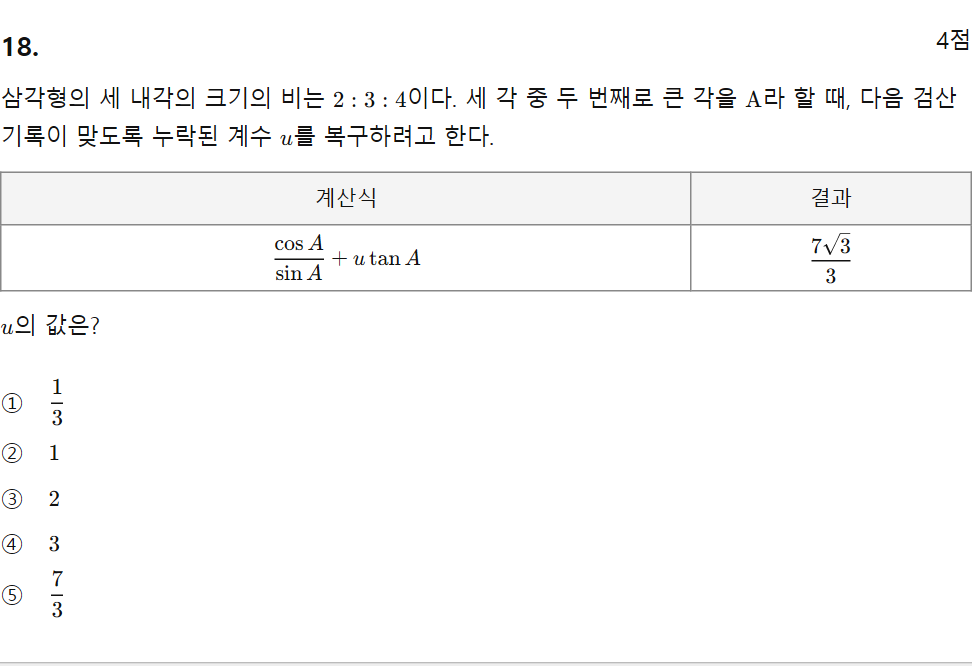 18.
4점
삼각형의 세 내각의 크기의 비는 2 : 3 : 4이다. 세 각 중 두 번째로 큰 각을 A라 할 때, 다음 검산
기록이 맞도록 누락된 계수 u를 복구하려고 한다.
계산식 결과
cos A / sin A + u tan A 7√3 / 3
u의 값은?
① 1/3
② 1
③ 2
④ 3
⑤ 7/3